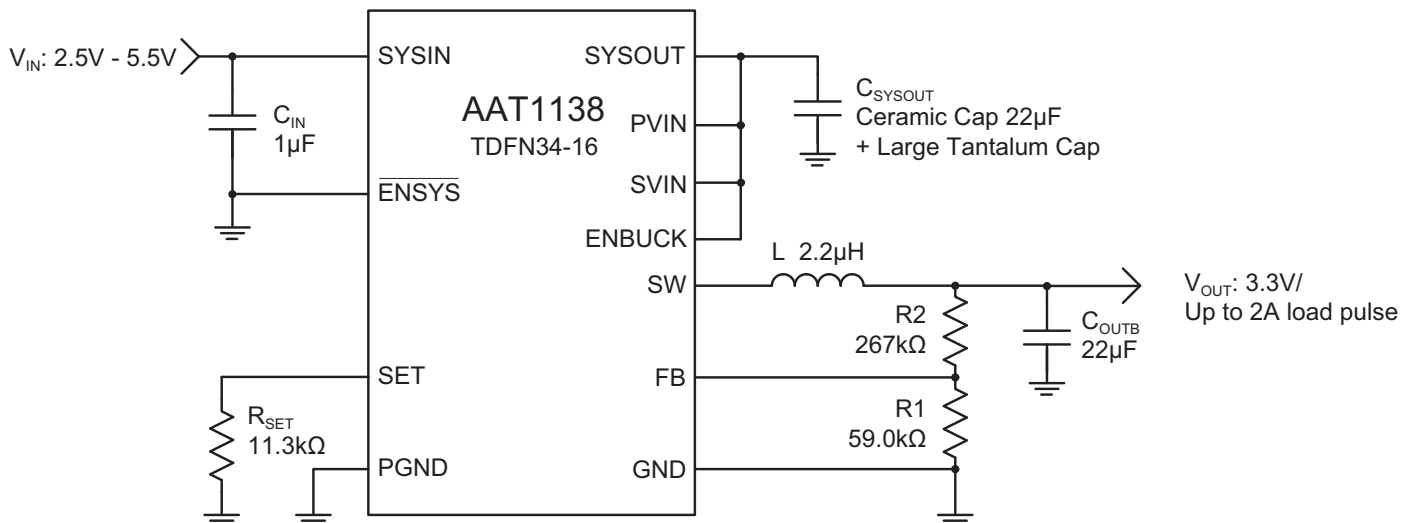 V_IN: 2.5V - 5.5V
C_IN
1µF
SYSIN
ENSYS
SET
R_SET
11.3kΩ
PGND
AAT1138
TDFN34-16
SYSOUT
PVIN
SVIN
ENBUCK
SW
FB
GND
C_SYSOUT
Ceramic Cap 22µF
+ Large Tantalum Cap
L 2.2µH
R2
267kΩ
R1
59.0kΩ
C_OUTB
22µF
V_OUT: 3.3V/
Up to 2A load pulse